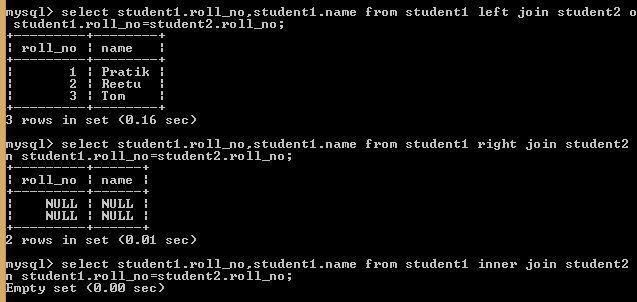 mysql> select student1.roll_no,student1.name from student1 left join student2 o
 student1.roll_no=student2.roll_no;
+---------+--------+
| roll_no | name   |
+---------+--------+
|       1 | Pratik |
|       2 | Reetu  |
|       3 | Tom    |
+---------+--------+
3 rows in set (0.16 sec)
mysql> select student1.roll_no,student1.name from student1 right join student2
n student1.roll_no=student2.roll_no;
+---------+------+
| roll_no | name |
+---------+------+
|    NULL | NULL |
|    NULL | NULL |
+---------+------+
2 rows in set (0.01 sec)
mysql> select student1.roll_no,student1.name from student1 inner join student2
n student1.roll_no=student2.roll_no;
Empty set (0.00 sec)